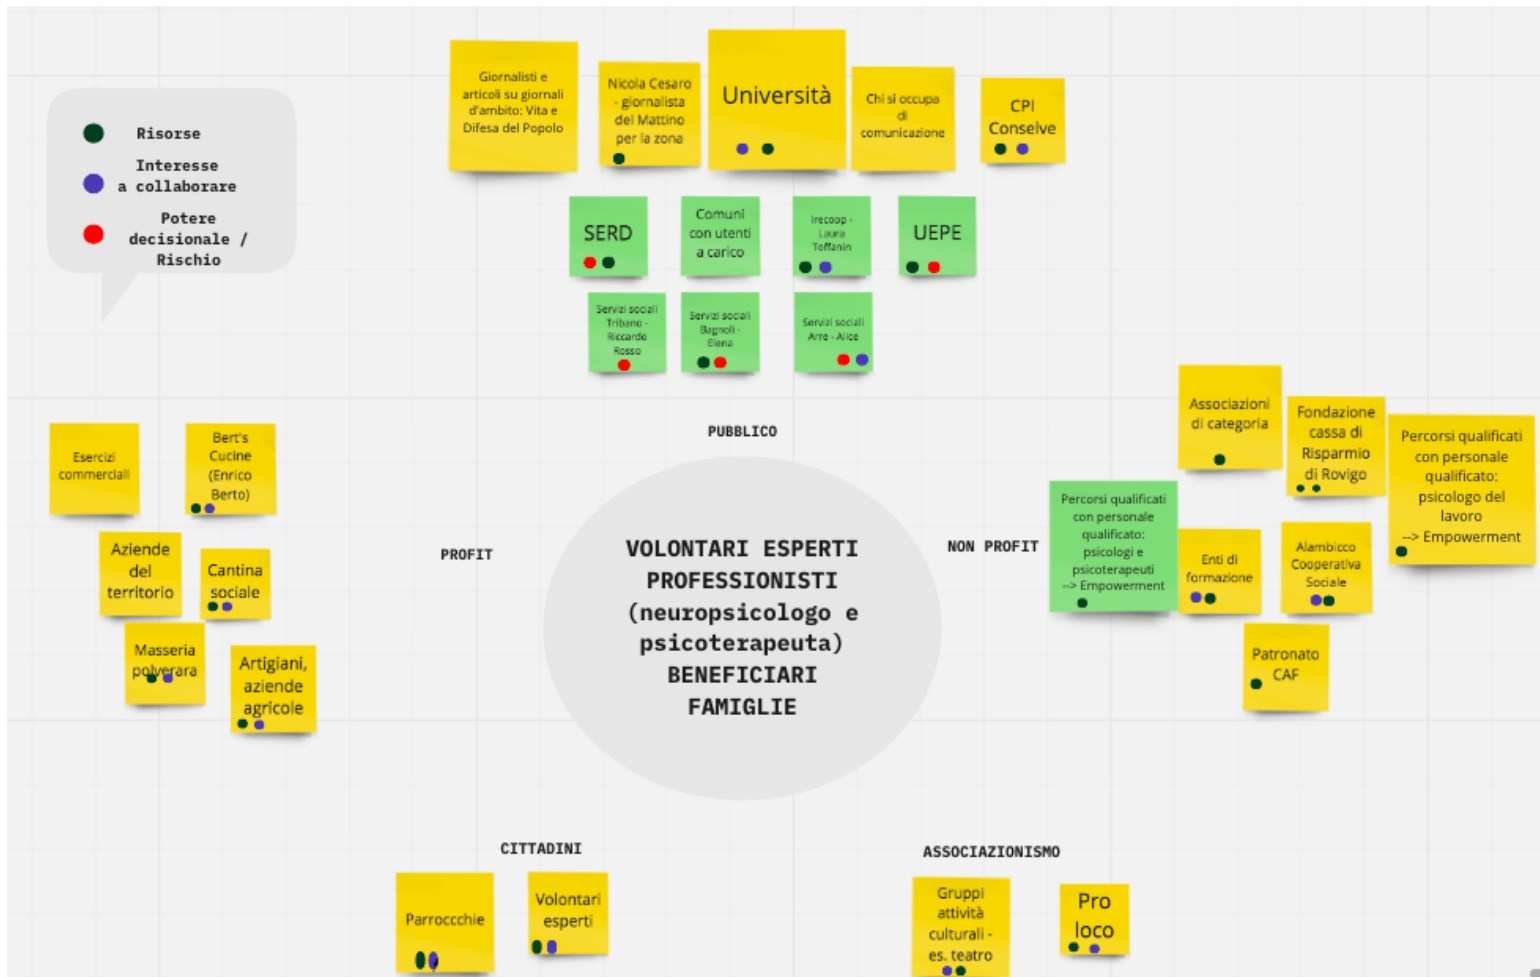 Risorse
Interesse
a collaborare
Potere
decisionale /
Rischio
Giornalisti e
articoli su giornali
d'ambito: Vita e
Difesa del Popolo
Nicola Cesaro
- giornalista
del Mattino
per la zona
Università
Chi si occupa
di
comunicazione
CPI
Conselve
SERD
Comuni
con utenti
a carico
Irecoop -
Laura
Toffanin
UEPE
Servizi sociali
Tribano -
Riccardo
Rosso
Servizi sociali
Bagnoli -
Elena
Servizi sociali
Arre - Alice
PUBBLICO
Esercizi
commerciali
Bert's
Cucine
(Enrico
Berto)
Aziende
del
territorio
Cantina
sociale
Masseria
polverara
Artigiani,
aziende
agricole
PROFIT
VOLONTARI ESPERTI
PROFESSIONISTI
(neuropsicologo e
psicoterapeuta)
BENEFICIARI
FAMIGLIE
NON PROFIT
Associazioni
di categoria
Fondazione
cassa di
Risparmio
di Rovigo
Percorsi qualificati
con personale
qualificato:
psicologo del
lavoro
--> Empowerment
Percorsi qualificati
con personale
qualificato:
psicologi e
psicoterapeuti
--> Empowerment
Enti di
formazione
Alambicco
Cooperativa
Sociale
Patronato
CAF
CITTADINI
Parroccchie
Volontari
esperti
ASSOCIAZIONISMO
Gruppi
attività
culturali -
es. teatro
Pro
loco